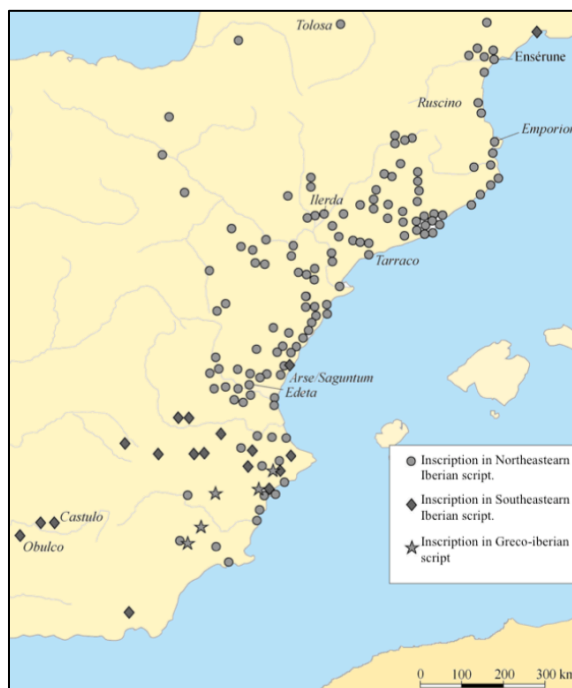 Tolosa
Ensérune
Ruscino
Emporion
Ilerda
Tarraco
Arse/Saguntum
Edeta
Inscription in Northeastearn
Iberian script.
Castulo
Inscription in Southeastearn
Iberian script.
Obulco
Inscription in Greco-iberian
script
0 100 200 300 km